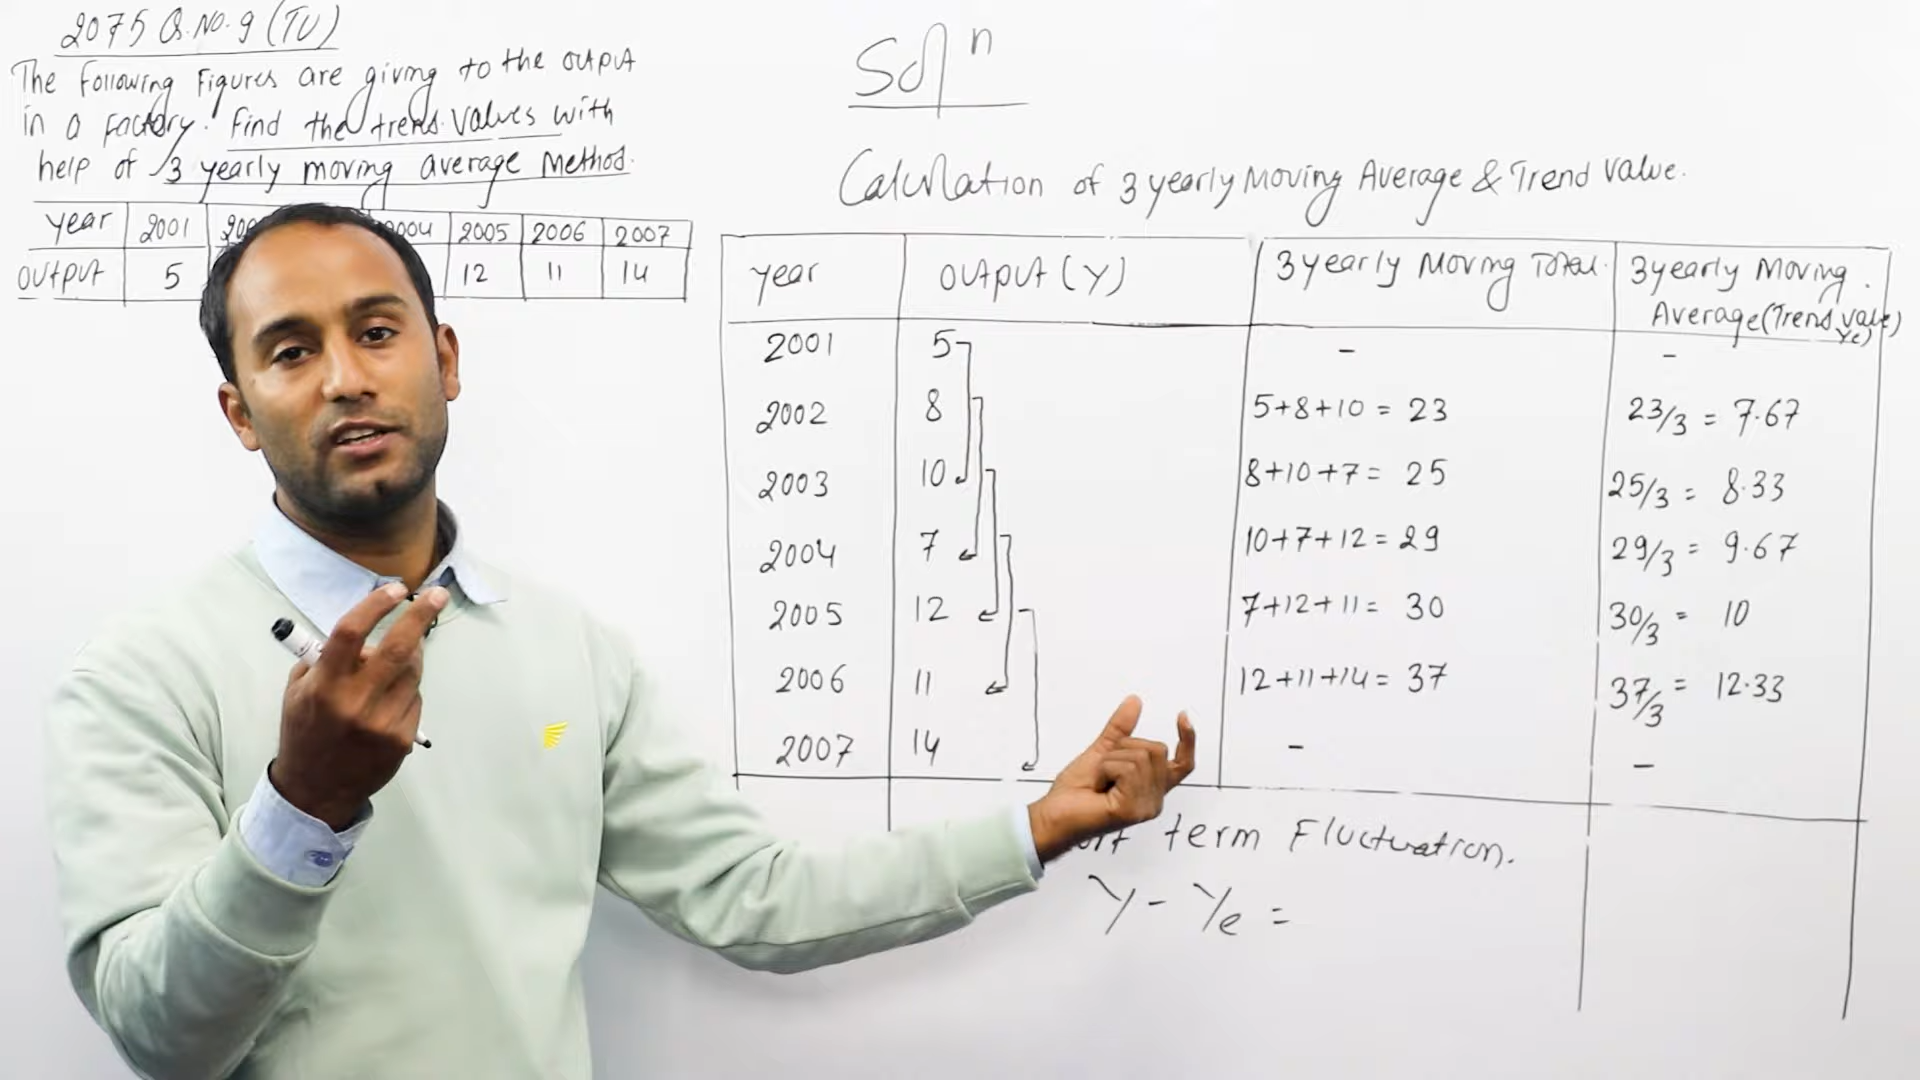 2075 Q.No.9 (TU)
The Following Figures are giving to the output
in a factory. Find the trend values with
help of 3 yearly moving average Method.
year 2001 2004 2005 2006 2007
output 5 12 11 14
Sol n
Calculation of 3 yearly Moving Average & Trend value.
year output (Y) 3 yearly Moving Total. 3 yearly Moving.
Average (Trend value)
Ye)
2001 5 - -
2002 8 5+8+10 = 23 23/3 = 7.67
2003 10 8+10+7 = 25 25/3 = 8.33
2004 7 10+7+12 = 29 29/3 = 9.67
2005 12 7+12+11 = 30 30/3 = 10
2006 11 12+11+14 = 37 37/3 = 12.33
2007 14 - -
term Fluctuation.
Y - Ye =